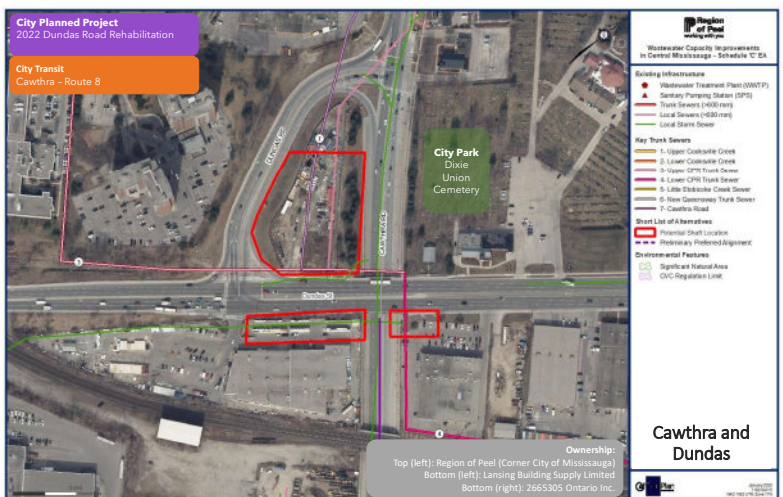 City Planned Project
2022 Dundas Road Rehabilitation
City Transit
Cawthra – Route 8
City Park
Dixie
Union
Cemetery
CAWTHRA RD
Dundas St
Ownership:
Top (left): Region of Peel (Corner City of Mississauga)
Bottom (left): Lansing Building Supply Limited
Bottom (right): 2665305 Ontario Inc.
Region
of Peel
working with you
Wastewater Capacity Improvements
in Central Mississauga - Schedule 'C' EA
Existing Infrastructure
Wastewater Treatment Plant (WWTP)
Sanitary Pumping Station (SPS)
Trunk Sewers (>600 mm)
Local Sewers (<600 mm)
Local Storm Sewer
Key Trunk Sewers
1- Upper Cooksville Creek
2- Lower Cooksville Creek
3- Upper CPR Trunk Sewer
4- Lower CPR Trunk Sewer
5- Little Etobicoke Creek Sewer
6- New Queensway Trunk Sewer
7- Cawthra Road
Short List of Alternatives
Potential Shaft Location
Preliminary Preferred Alignment
Environmental Features
Significant Natural Area
CVC Regulation Limit
Cawthra and
Dundas